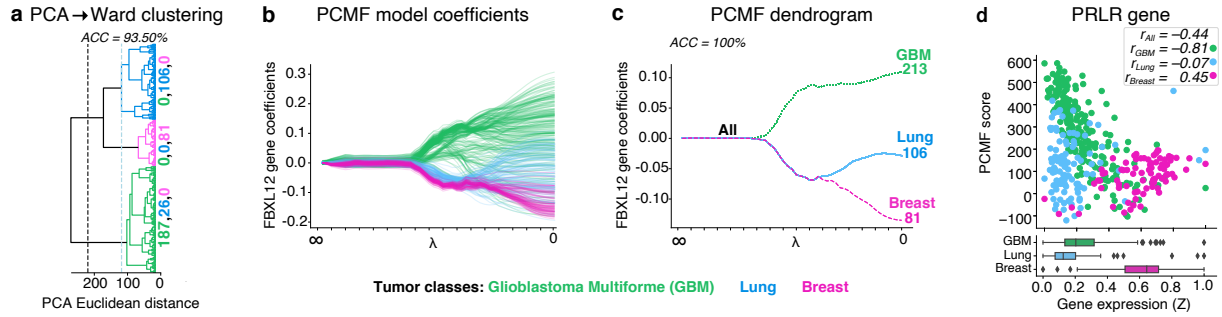 a PCA → Ward clustering
ACC = 93.50%
0,106,0
0,0,81
187,26,0
200 100 0
PCA Euclidean distance
b PCMF model coefficients
FBXL12 gene coefficients
0.3
0.2
0.1
0.0
−0.1
−0.2
∞ λ 0
c PCMF dendrogram
ACC = 100%
FBXL12 gene coefficients
0.10
0.05
0.00
−0.05
−0.10
All
GBM
213
Lung
106
Breast
81
∞ λ 0
d PRLR gene
r_All = −0.44
r_GBM = −0.81
r_Lung = −0.07
r_Breast = 0.45
PCMF score
600
500
400
300
200
100
0
−100
GBM
Lung
Breast
0.0 0.2 0.4 0.6 0.8 1.0
Gene expression (Z)
Tumor classes: Glioblastoma Multiforme (GBM) Lung Breast